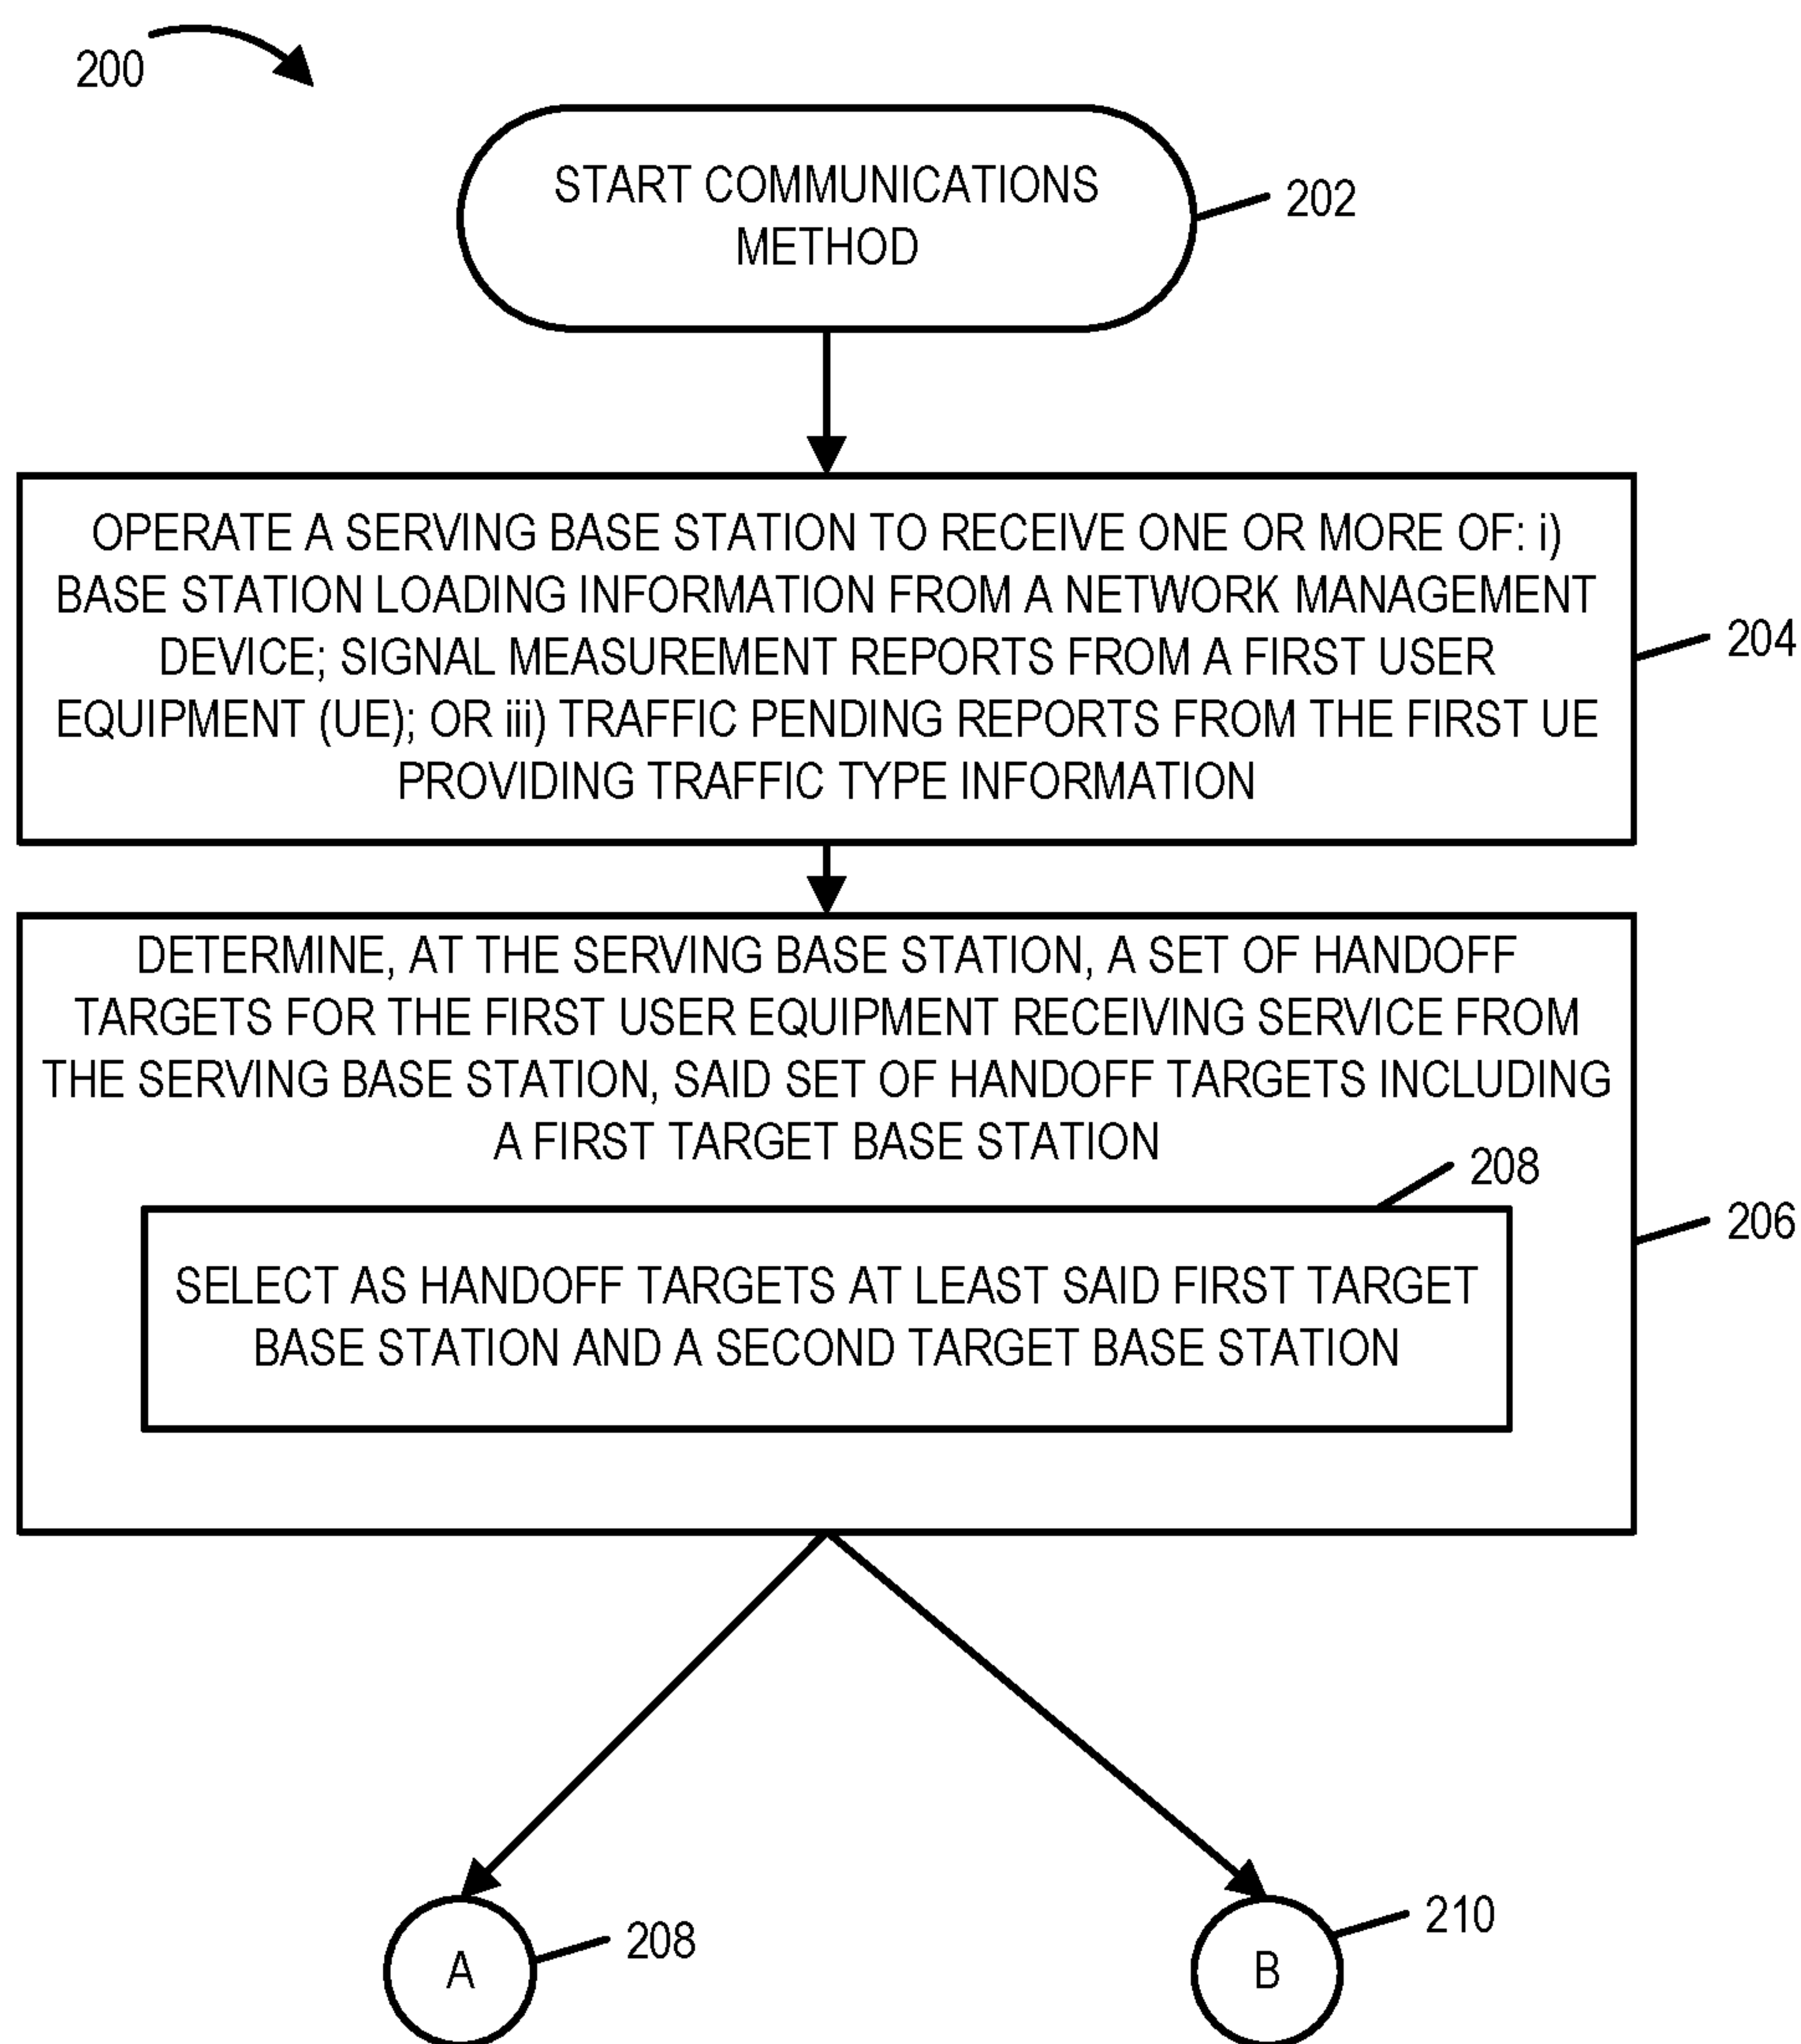 200
START COMMUNICATIONS
METHOD
202
OPERATE A SERVING BASE STATION TO RECEIVE ONE OR MORE OF: i)
BASE STATION LOADING INFORMATION FROM A NETWORK MANAGEMENT
DEVICE; SIGNAL MEASUREMENT REPORTS FROM A FIRST USER
EQUIPMENT (UE); OR iii) TRAFFIC PENDING REPORTS FROM THE FIRST UE
PROVIDING TRAFFIC TYPE INFORMATION
204
DETERMINE, AT THE SERVING BASE STATION, A SET OF HANDOFF
TARGETS FOR THE FIRST USER EQUIPMENT RECEIVING SERVICE FROM
THE SERVING BASE STATION, SAID SET OF HANDOFF TARGETS INCLUDING
A FIRST TARGET BASE STATION
208
206
SELECT AS HANDOFF TARGETS AT LEAST SAID FIRST TARGET
BASE STATION AND A SECOND TARGET BASE STATION
A
208
B
210